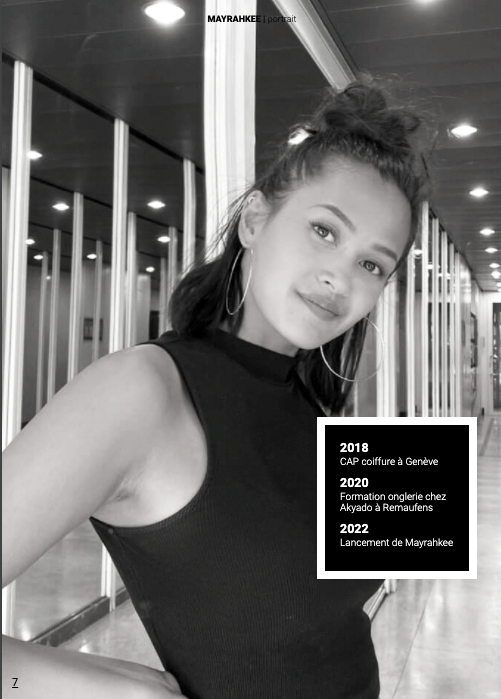 MAYRAHKEE | portrait
2018
CAP coiffure à Genève
2020
Formation onglerie chez
Akyado à Remaufens
2022
Lancement de Mayrahkee
7